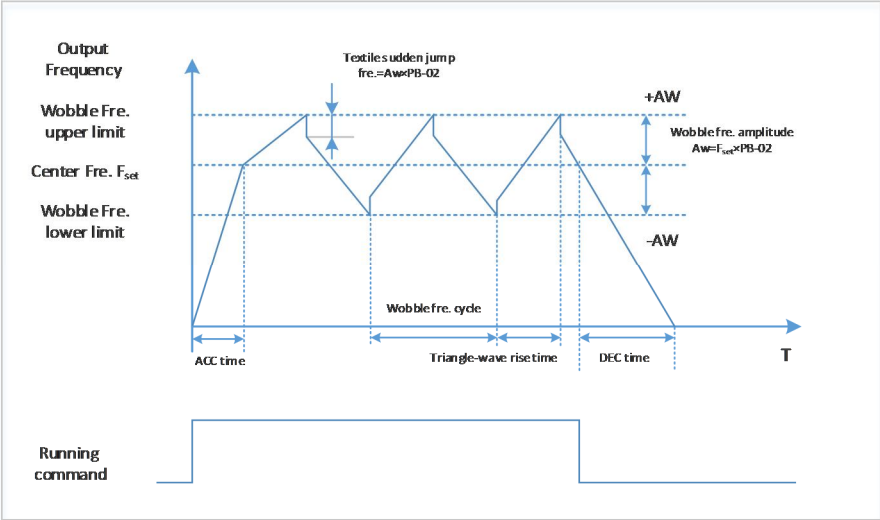 Output
Frequency
Textiles sudden jump
fre.=Aw×PB-02
Wobble Fre.
upper limit
+AW
Wobble fre. amplitude
Aw=Fset×PB-02
Center Fre. Fset
Wobble Fre.
lower limit
-AW
Wobble fre. cycle
ACC time
Triangle-wave rise time
DEC time
T
Running
command